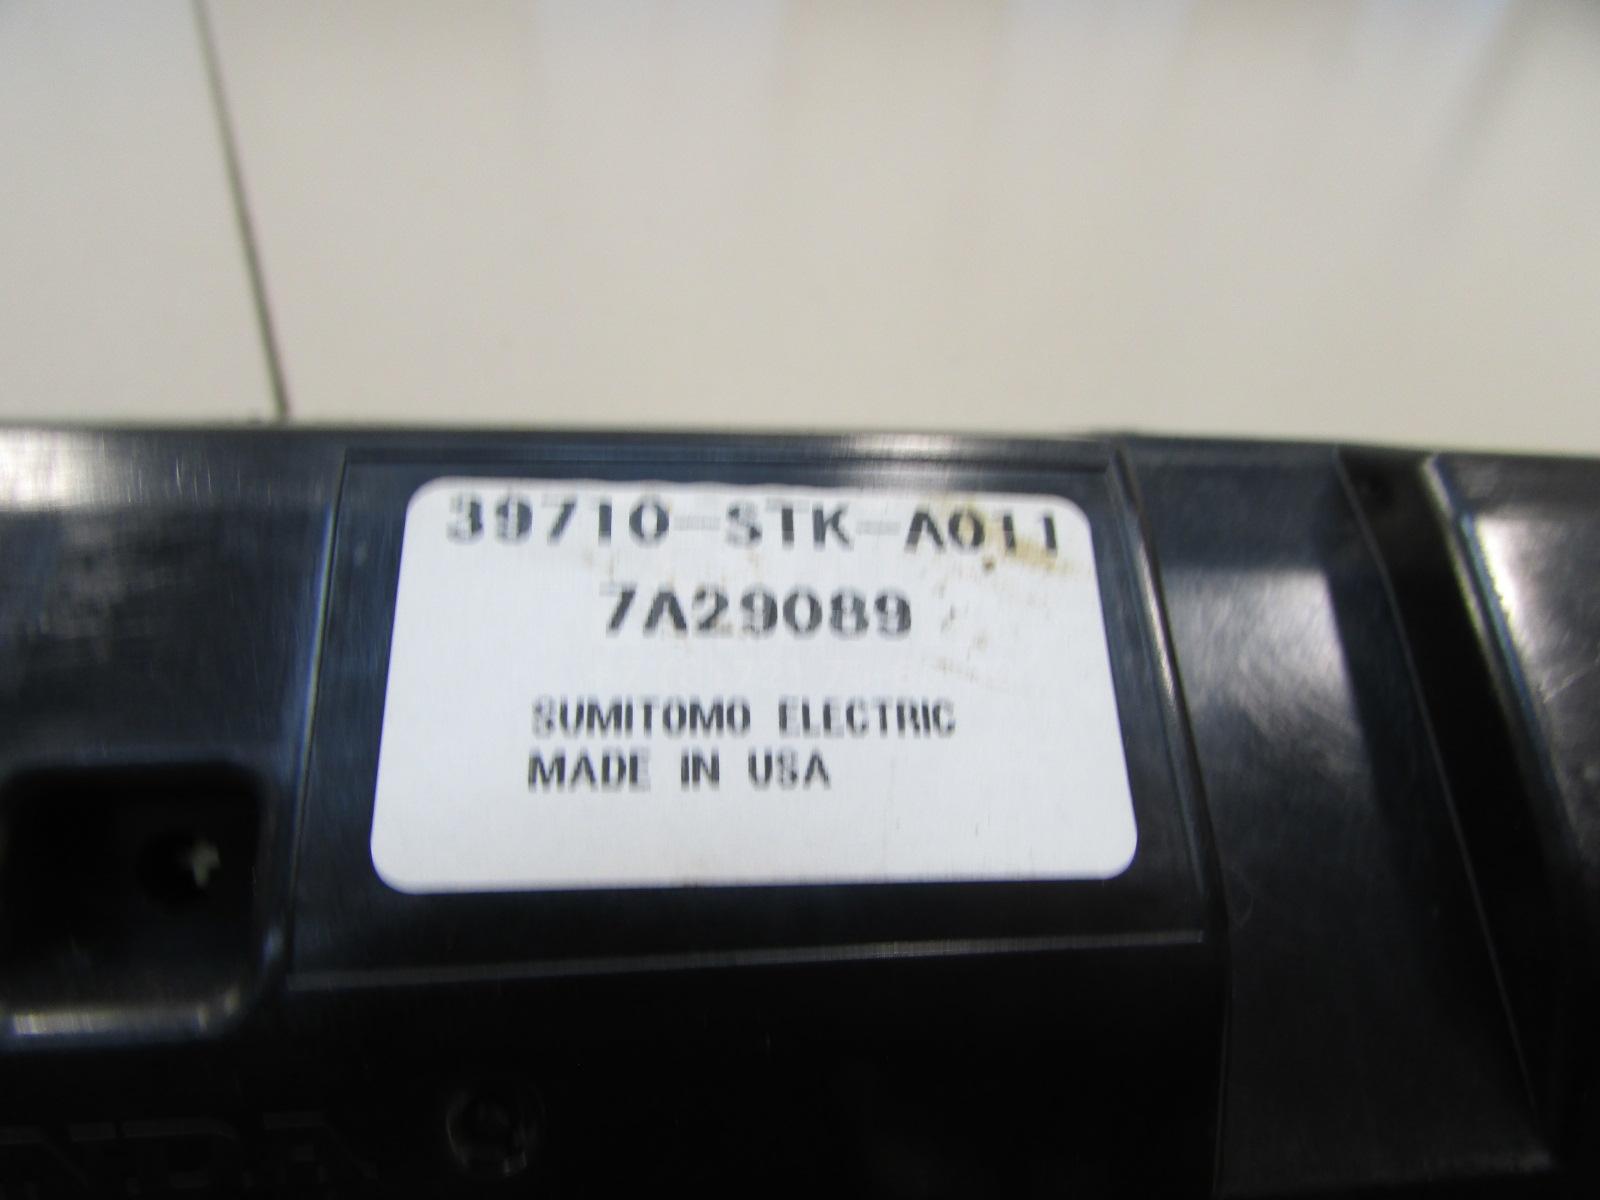 39710-STK-A011
7A29089
SUMITOMO ELECTRIC
MADE IN USA